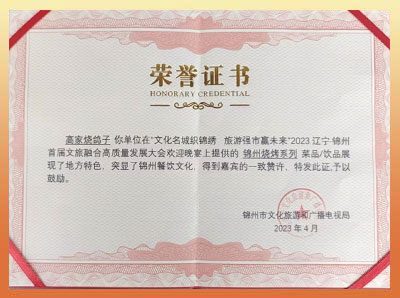 荣誉证书
HONORARY CREDENTIAL
高家烧鸽子 你单位在“文化名城织锦绣 旅游强市赢未来”2023辽宁·锦州
首届文旅融合高质量发展大会欢迎晚宴上提供的 锦州烧烤系列 菜品/饮品展
现了地方特色、突显了锦州餐饮文化、得到嘉宾的一致赞许、特发此证,予以
鼓励。
锦州市文化旅游和广播电视局
2023年4月